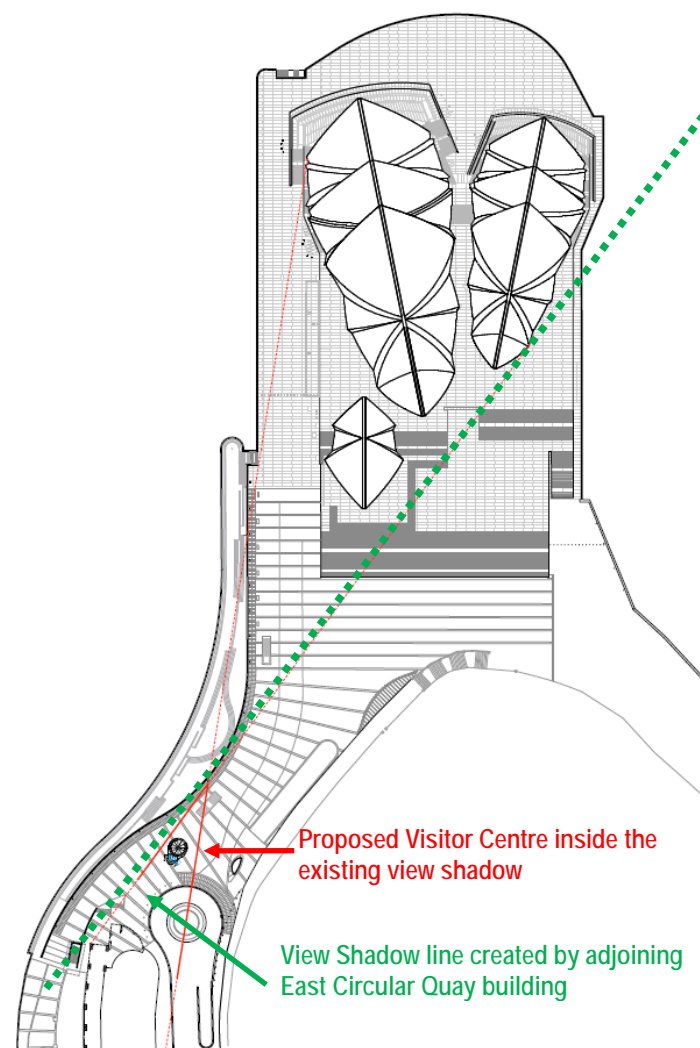 Proposed Visitor Centre inside the
existing view shadow
View Shadow line created by adjoining
East Circular Quay building